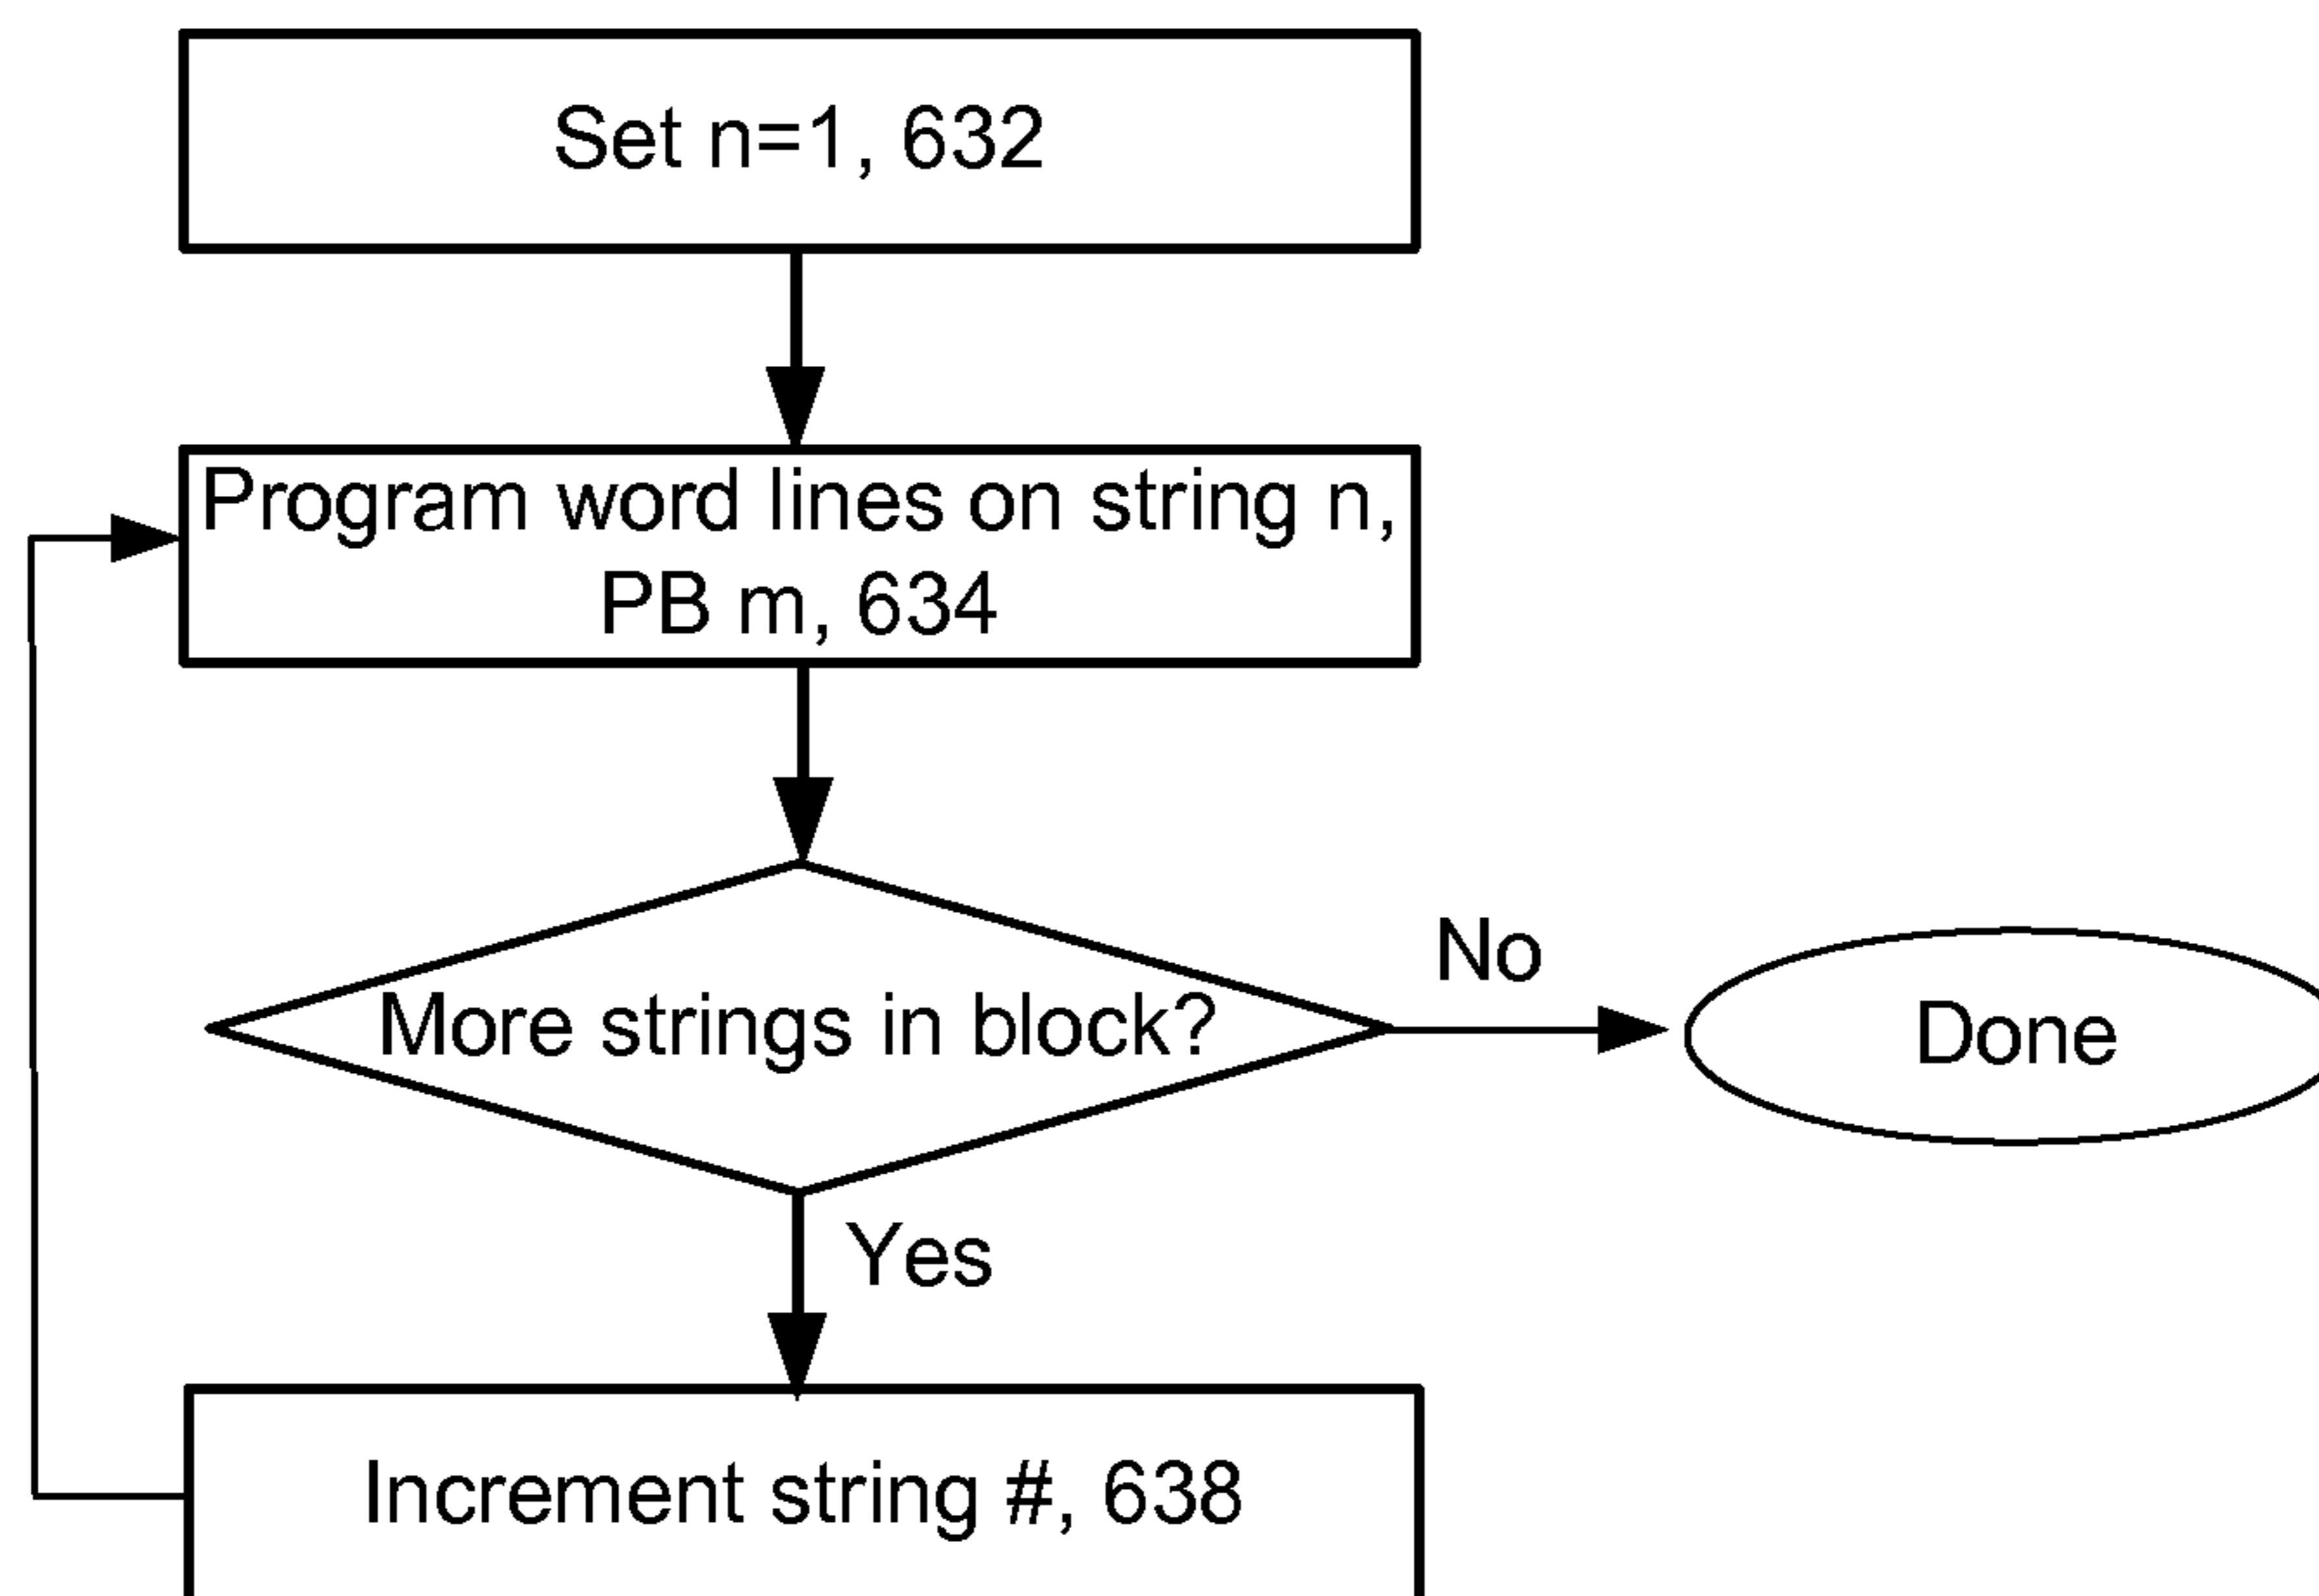 Set n=1, 632
Program word lines on string n,
PB m, 634
More strings in block?
No
Done
Yes
Increment string #, 638